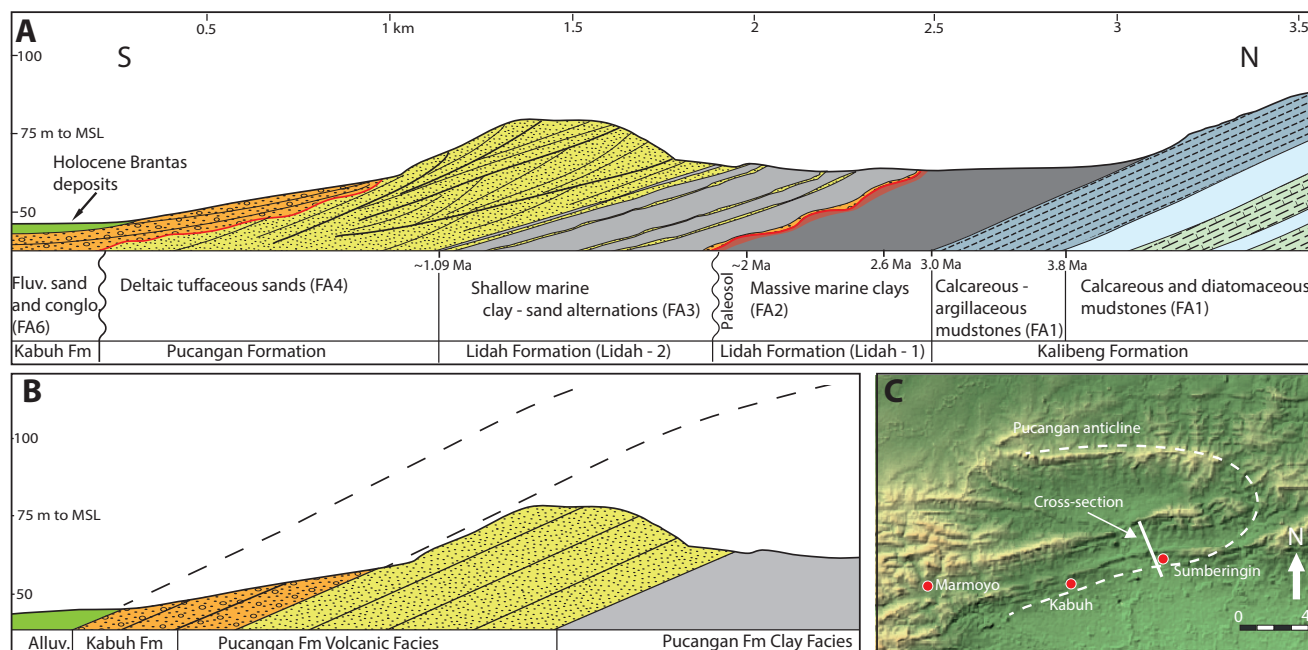 A
0.5
1 km
1.5
2
2.5
3
3.5
S
N
100
75 m to MSL
50
Holocene Brantas
deposits
~1.09 Ma
~2 Ma
2.6 Ma
3.0 Ma
3.8 Ma
Fluv. sand
and conglo.
(FA6)
Deltaic tuffaceous sands (FA4)
Shallow marine
clay - sand alternations (FA3)
Paleosol
Massive marine clays
(FA2)
Calcareous -
argillaceous
mudstones (FA1)
Calcareous and diatomaceous
mudstones (FA1)
Kabuh Fm
Pucangan Formation
Lidah Formation (Lidah - 2)
Lidah Formation (Lidah - 1)
Kalibeng Formation
B
100
75 m to MSL
50
Alluv.
Kabuh Fm
Pucangan Fm Volcanic Facies
Pucangan Fm Clay Facies
C
Pucangan anticline
Cross-section
Sumberingin
Marmoyo
Kabuh
N
0
4